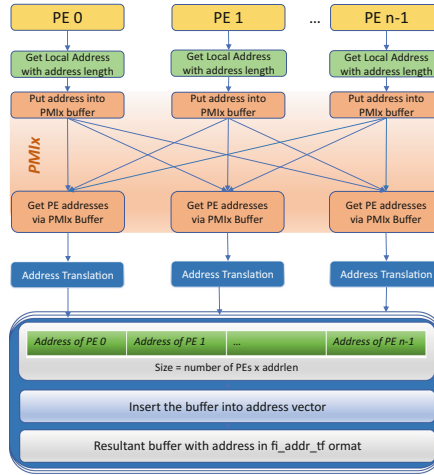 PE 0 PE 1 ... PE n-1
Get Local Address Get Local Address Get Local Address
with address length with address length with address length
Put address into Put address into Put address into
PMIx buffer PMIx buffer PMIx buffer
PMIx
Get PE addresses Get PE addresses Get PE addresses
via PMIx Buffer via PMIx Buffer via PMIx Buffer
Address Translation Address Translation Address Translation
Address of PE 0 Address of PE 1 ... Address of PE n-1
Size = number of PEs x addrlen
Insert the buffer into address vector
Resultant buffer with address in fi_addr_tf ormat